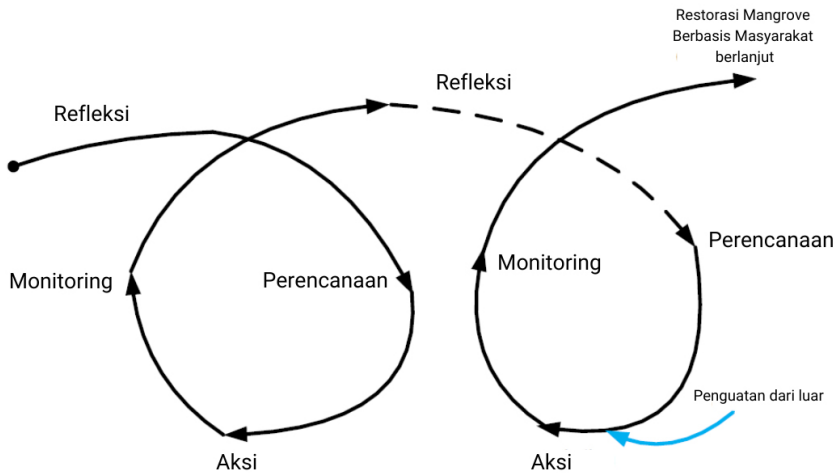 Restorasi Mangrove
Berbasis Masyarakat
berlanjut
Refleksi
Refleksi
Perencanaan
Monitoring
Monitoring
Perencanaan
Penguatan dari luar
Aksi
Aksi